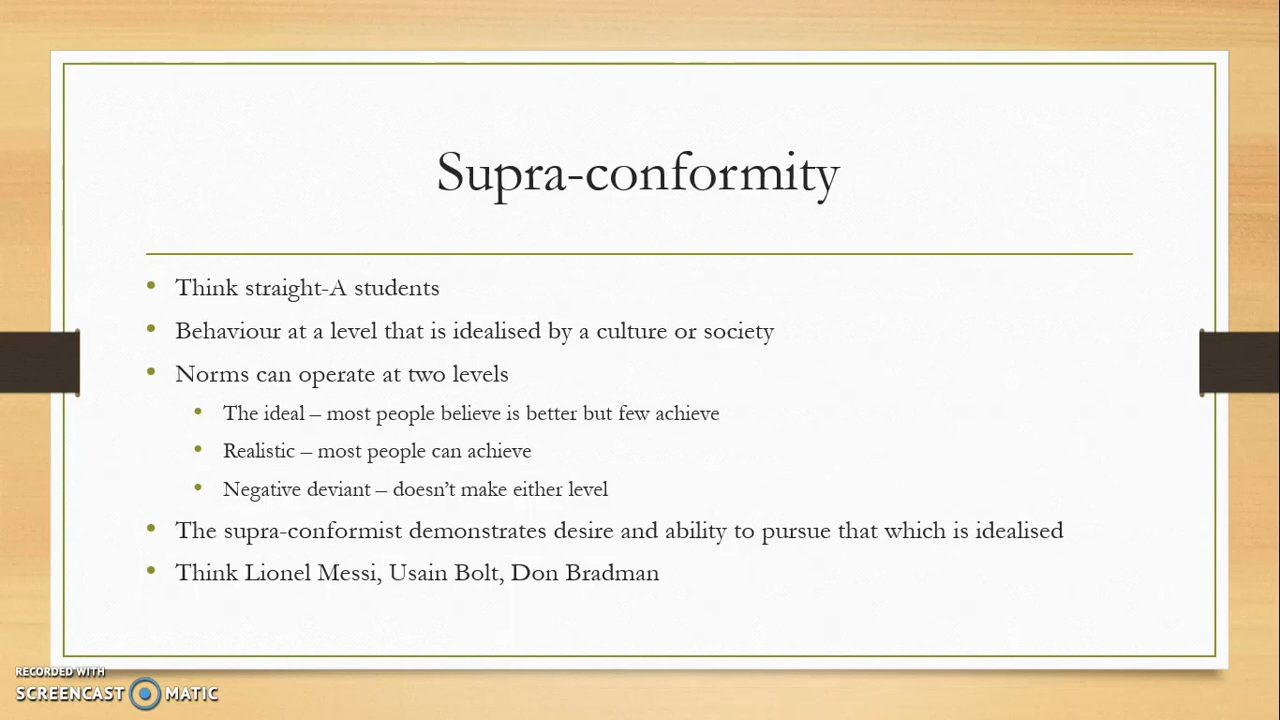 Supra-conformity
• Think straight-A students
• Behaviour at a level that is idealised by a culture or society
• Norms can operate at two levels
• The ideal – most people believe is better but few achieve
• Realistic – most people can achieve
• Negative deviant – doesn’t make either level
• The supra-conformist demonstrates desire and ability to pursue that which is idealised
• Think Lionel Messi, Usain Bolt, Don Bradman
RECORDED WITH
SCREENCAST MATIC